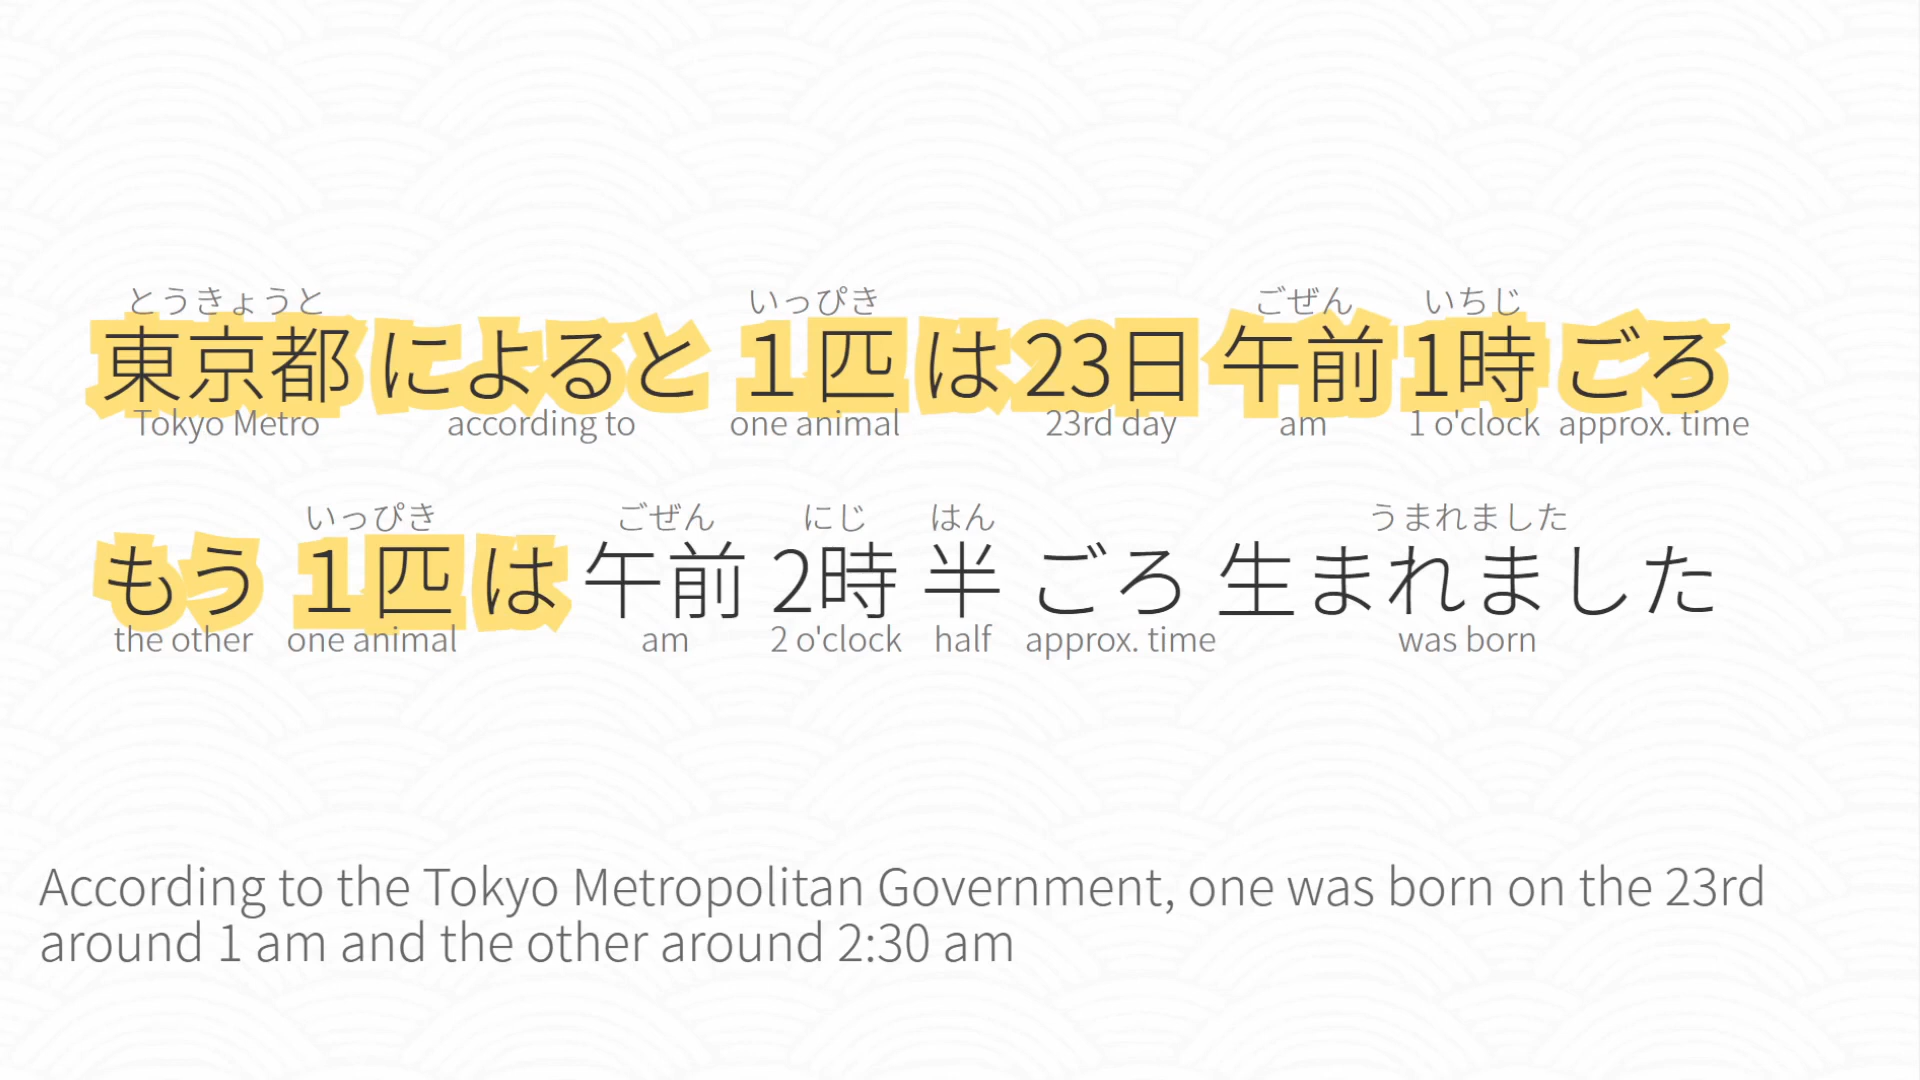 とうきょうと いっぴき ごぜん いちじ
東京都 によると 1匹 は 23日 午前 1時 ごろ
Tokyo Metro according to one animal 23rd day am 1 o'clock approx. time
いっぴき ごぜん にじ はん うまれました
もう 1匹 は 午前 2時 半 ごろ 生まれました
the other one animal am 2 o'clock half approx. time was born
According to the Tokyo Metropolitan Government, one was born on the 23rd
around 1 am and the other around 2:30 am